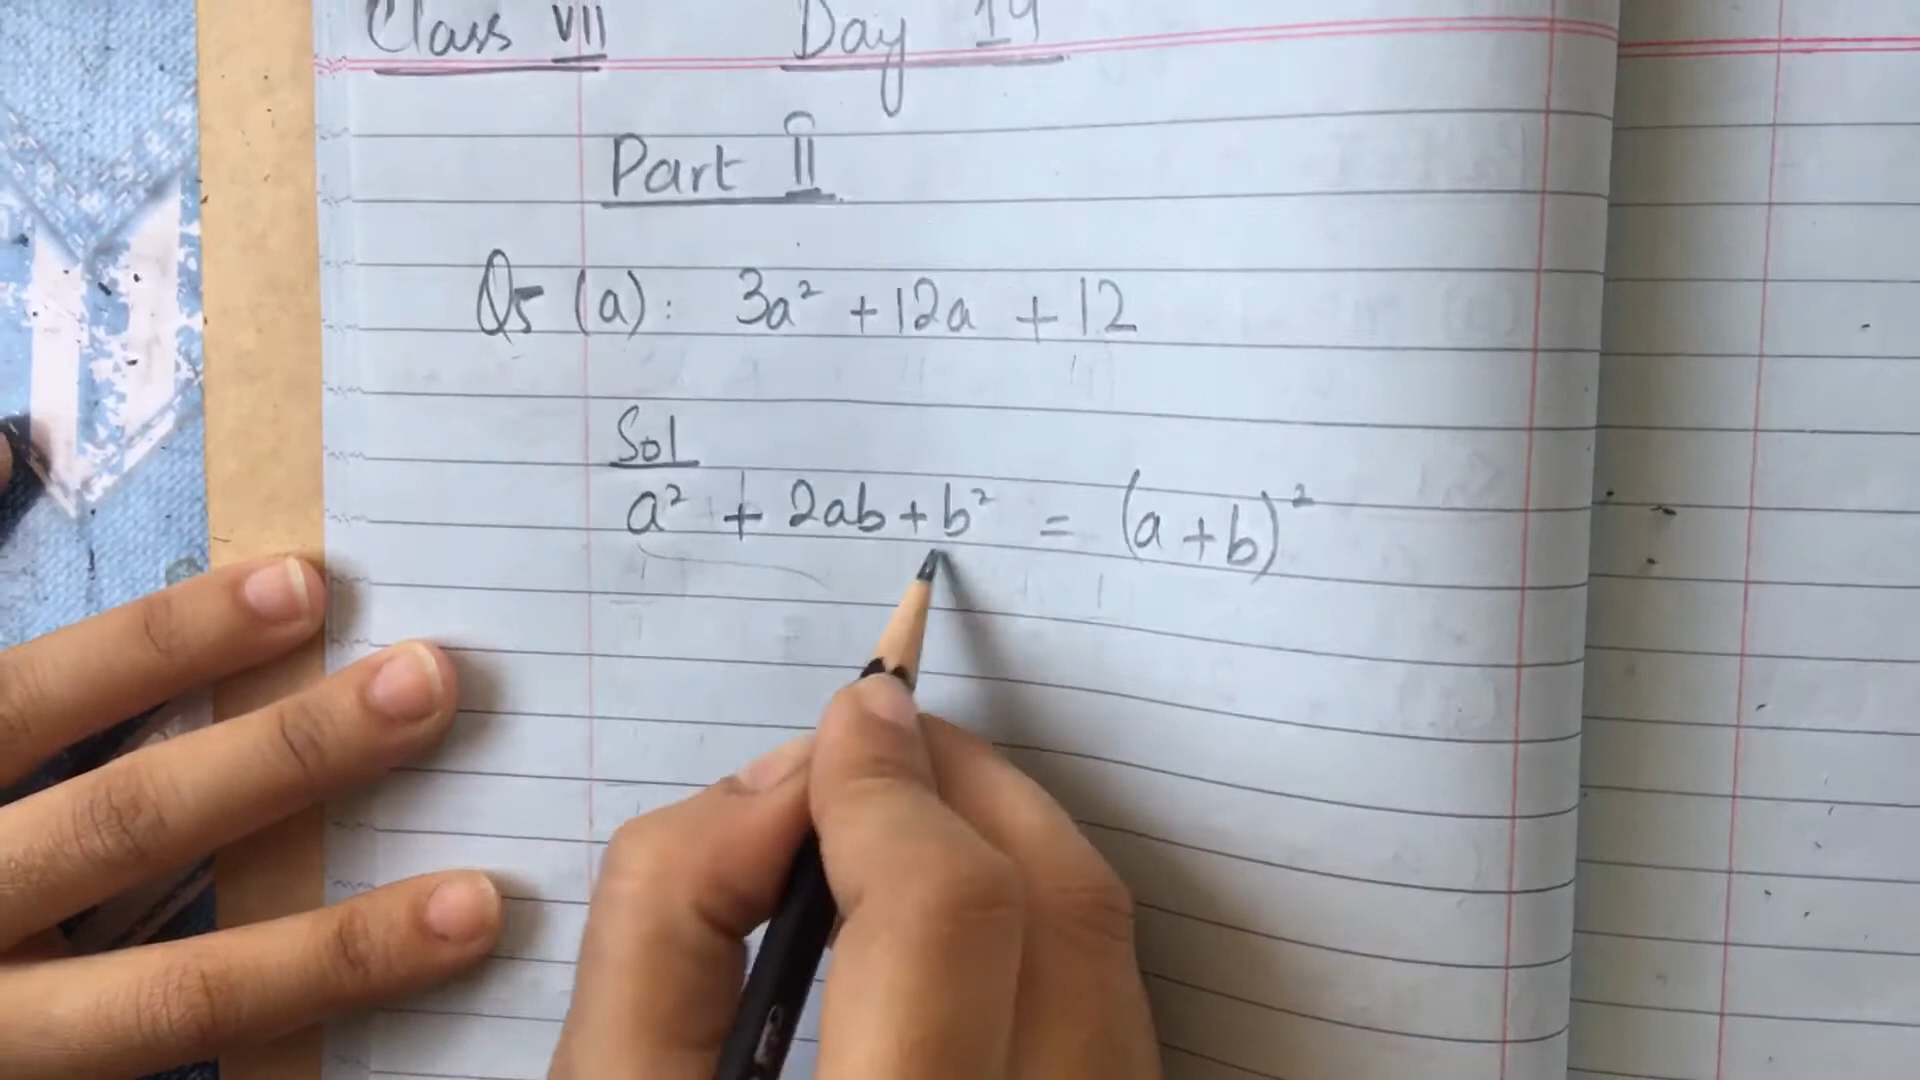 Class VII Day 19
Part II
Q5 (a): 3a² + 12a + 12
Sol
a² + 2ab + b² = (a + b)²